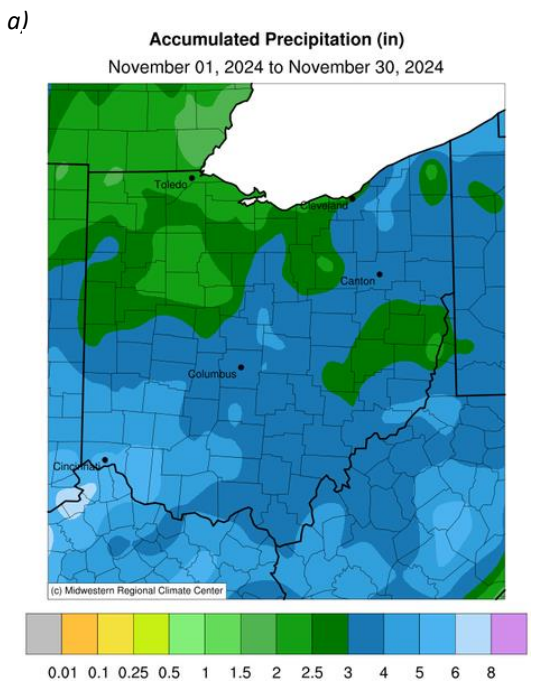 a)
Accumulated Precipitation (in)
November 01, 2024 to November 30, 2024
Toledo
Cleveland
Canton
Columbus
Cincinnati
(c) Midwestern Regional Climate Center
0.01 0.1 0.25 0.5 1 1.5 2 2.5 3 4 5 6 8